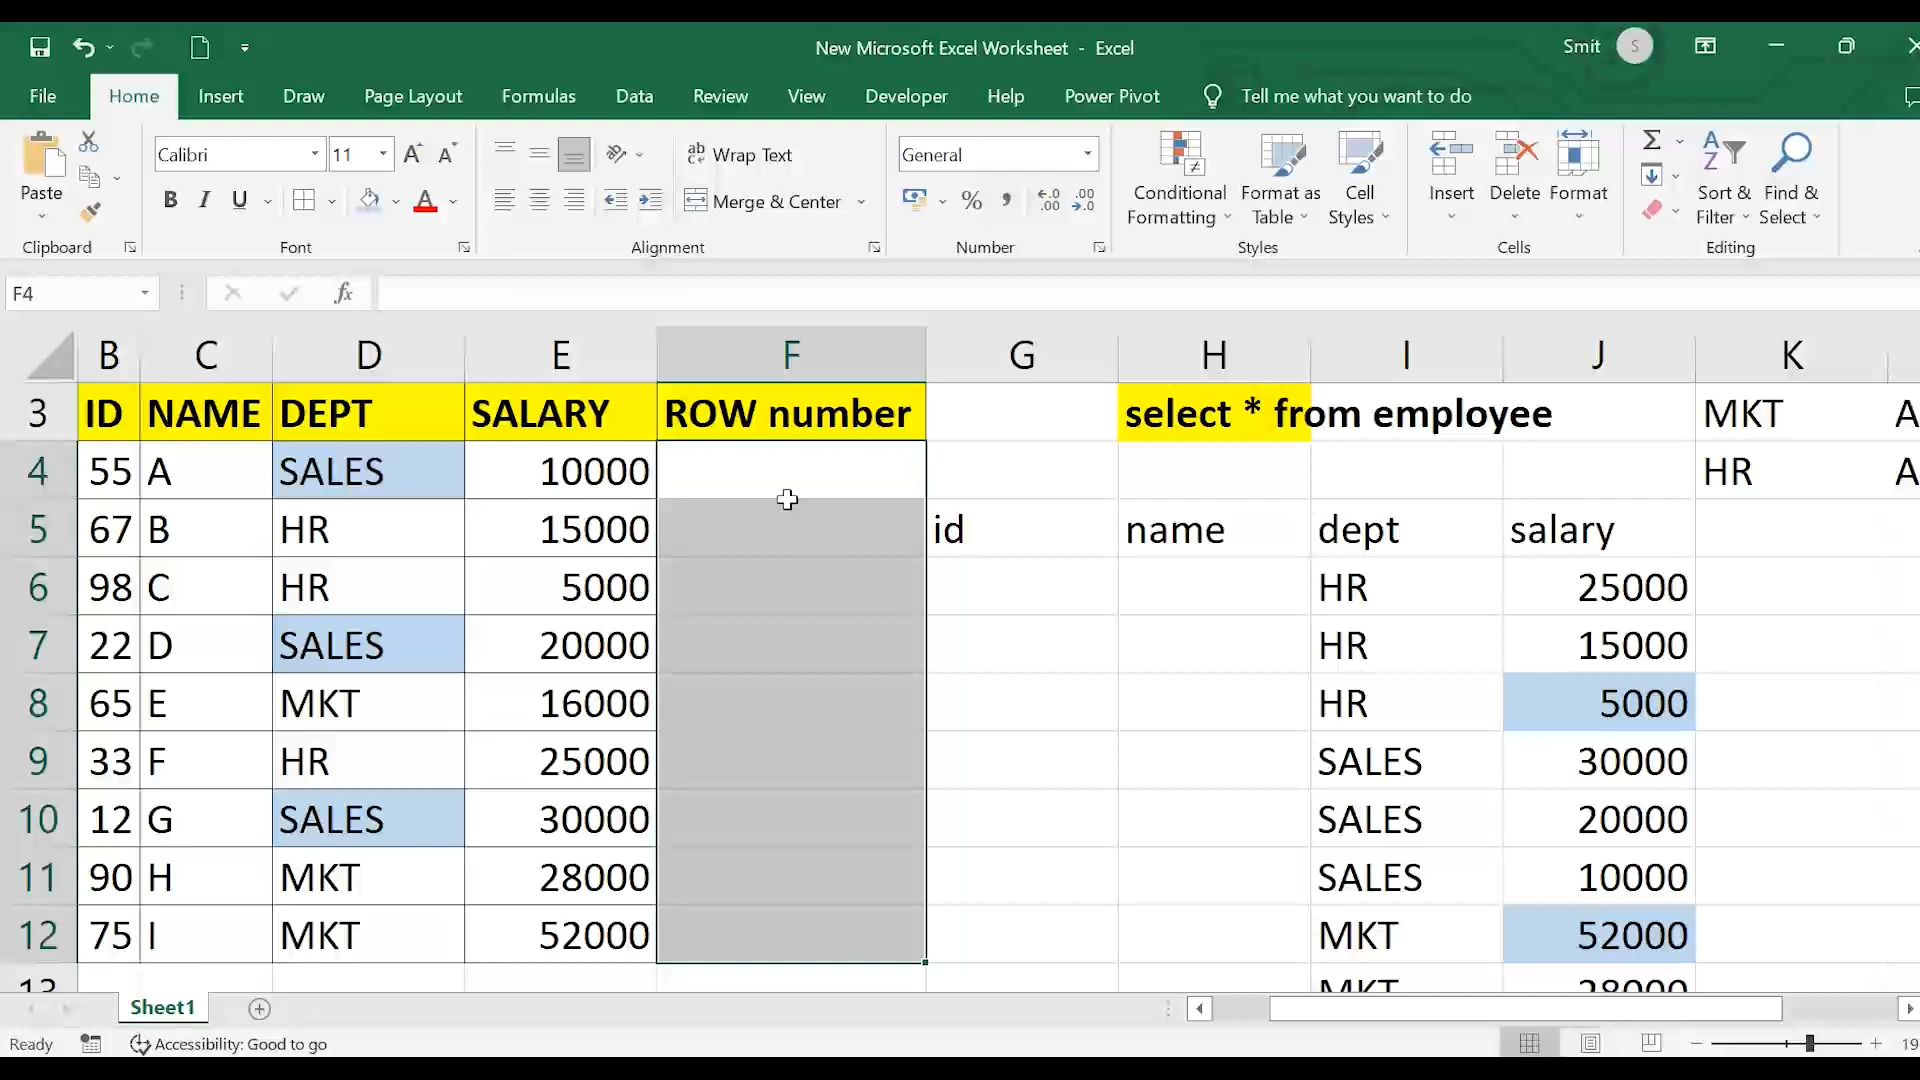 New Microsoft Excel Worksheet - Excel
Smit S
File Home Insert Draw Page Layout Formulas Data Review View Developer Help Power Pivot Tell me what you want to do
Paste
Clipboard
Calibri 11
B I U
Font
Wrap Text
Merge & Center
Alignment
General
%
Number
Conditional Formatting
Format as Table
Cell Styles
Styles
Insert Delete Format
Cells
Sort & Filter
Find & Select
Editing
F4 fx
B C D E F G H I J K
3 ID NAME DEPT SALARY ROW number select * from employee MKT A
4 55 A SALES 10000 HR A
5 67 B HR 15000 id name dept salary
6 98 C HR 5000 HR 25000
7 22 D SALES 20000 HR 15000
8 65 E MKT 16000 HR 5000
9 33 F HR 25000 SALES 30000
10 12 G SALES 30000 SALES 20000
11 90 H MKT 28000 SALES 10000
12 75 I MKT 52000 MKT 52000
13 MKT 28000
Sheet1
Ready Accessibility: Good to go 19